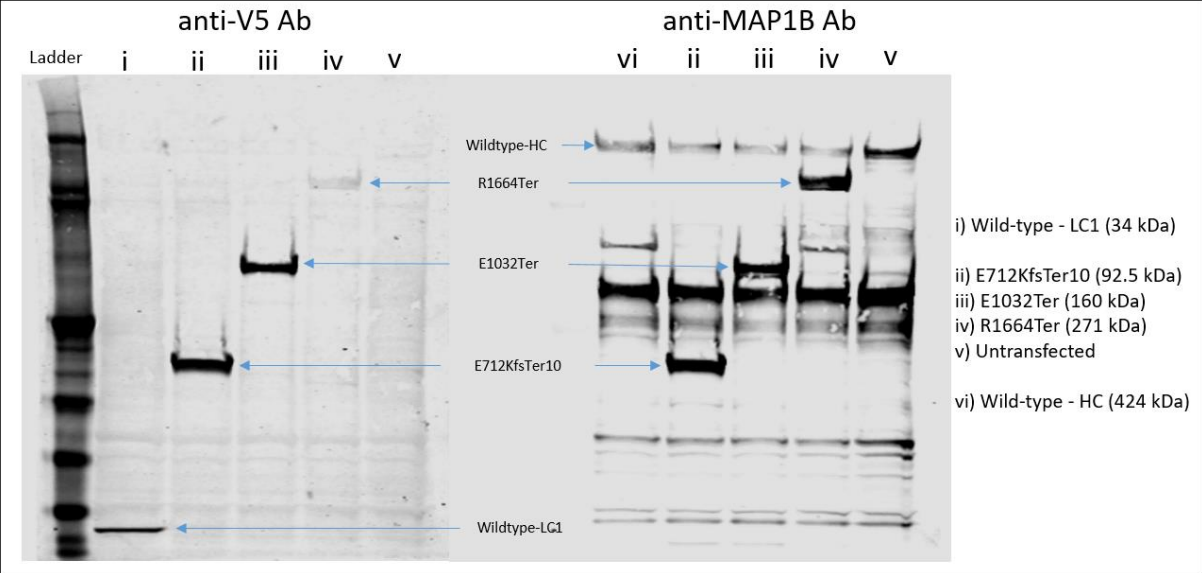 anti-V5 Ab
anti-MAP1B Ab
Ladder i ii iii iv v
vi ii iii iv v
Wildtype-HC
R1664Ter
E1032Ter
E712KfsTer10
Wildtype-LC1
i) Wild-type - LC1 (34 kDa)
ii) E712KfsTer10 (92.5 kDa)
iii) E1032Ter (160 kDa)
iv) R1664Ter (271 kDa)
v) Untransfected
vi) Wild-type - HC (424 kDa)